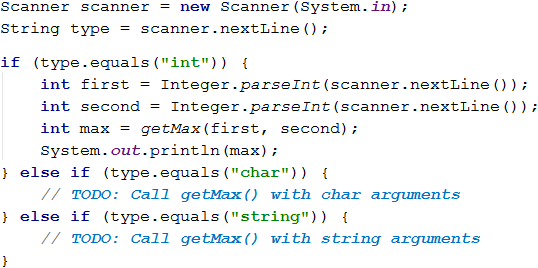 Scanner scanner = new Scanner(System.in);
String type = scanner.nextLine();
if (type.equals("int")) {
    int first = Integer.parseInt(scanner.nextLine());
    int second = Integer.parseInt(scanner.nextLine());
    int max = getMax(first, second);
    System.out.println(max);
} else if (type.equals("char")) {
    // TODO: Call getMax() with char arguments
} else if (type.equals("string")) {
    // TODO: Call getMax() with string arguments
}